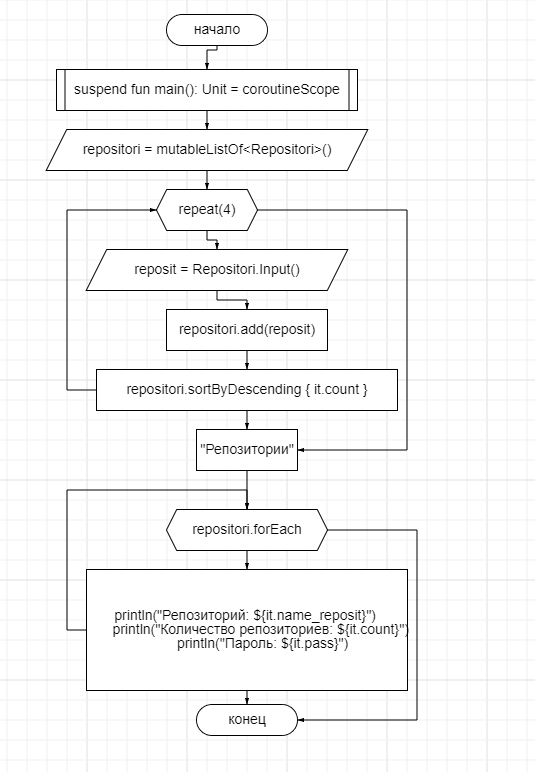 начало
suspend fun main(): Unit = coroutineScope
repositori = mutableListOf<Repositori>()
repeat(4)
reposit = Repositori.Input()
repositori.add(reposit)
repositori.sortByDescending { it.count }
"Репозитории"
repositori.forEach
println("Репозиторий: ${it.name_reposit}")
println("Количество репозиториев: ${it.count}")
println("Пароль: ${it.pass}")
конец